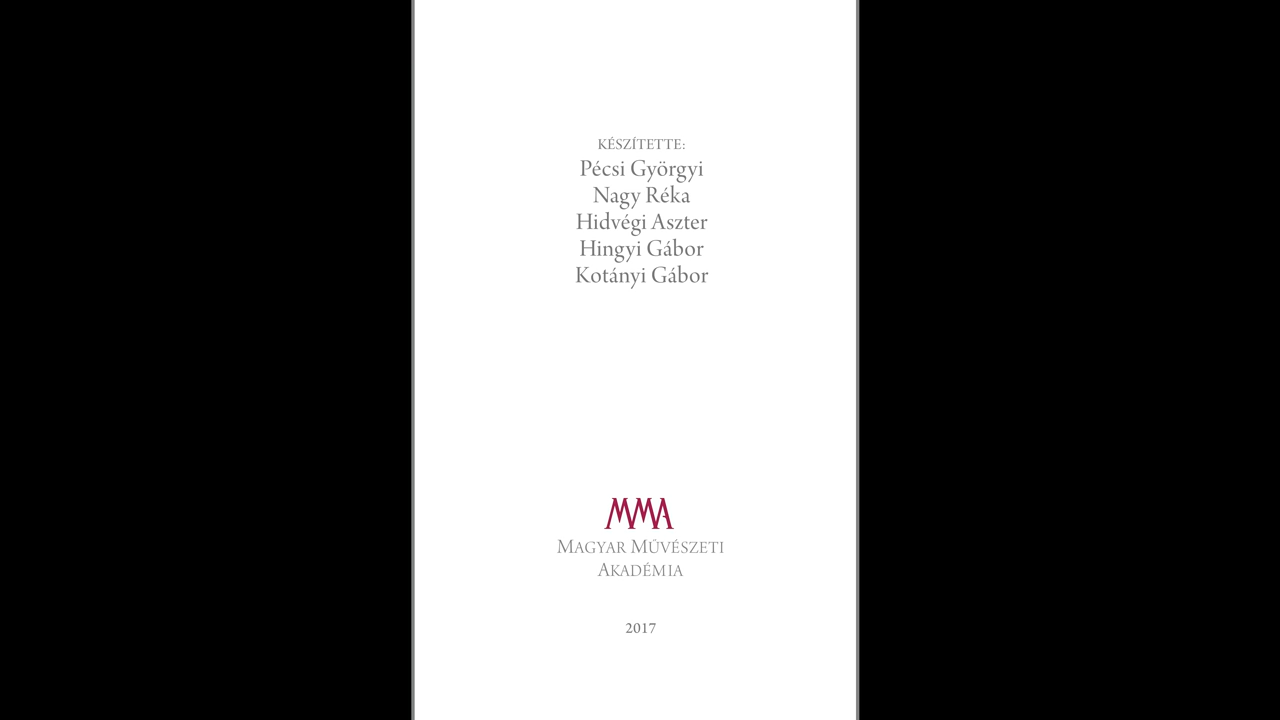 KÉSZÍTETTE:
Pécsi Györgyi
Nagy Réka
Hidvégi Aszter
Hingyi Gábor
Kotányi Gábor
MMA
MAGYAR MŰVÉSZETI
AKADÉMIA
2017